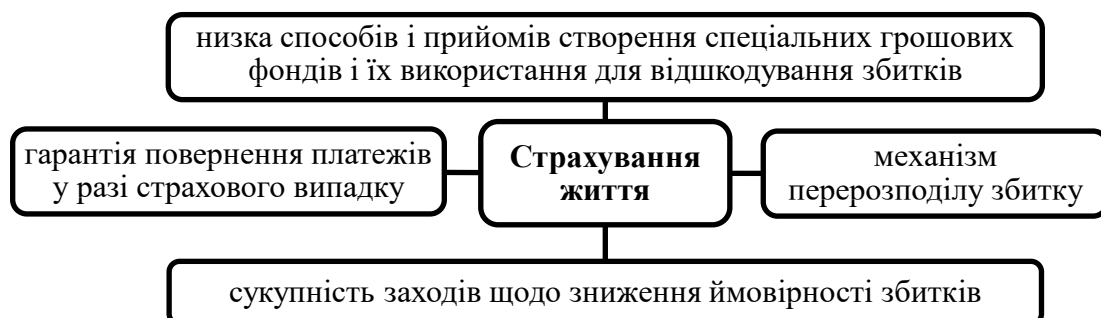 низка способів і прийомів створення спеціальних грошових
фондів і їх використання для відшкодування збитків
гарантія повернення платежів
у разі страхового випадку
Страхування
життя
механізм
перерозподілу збитку
сукупність заходів щодо зниження ймовірності збитків